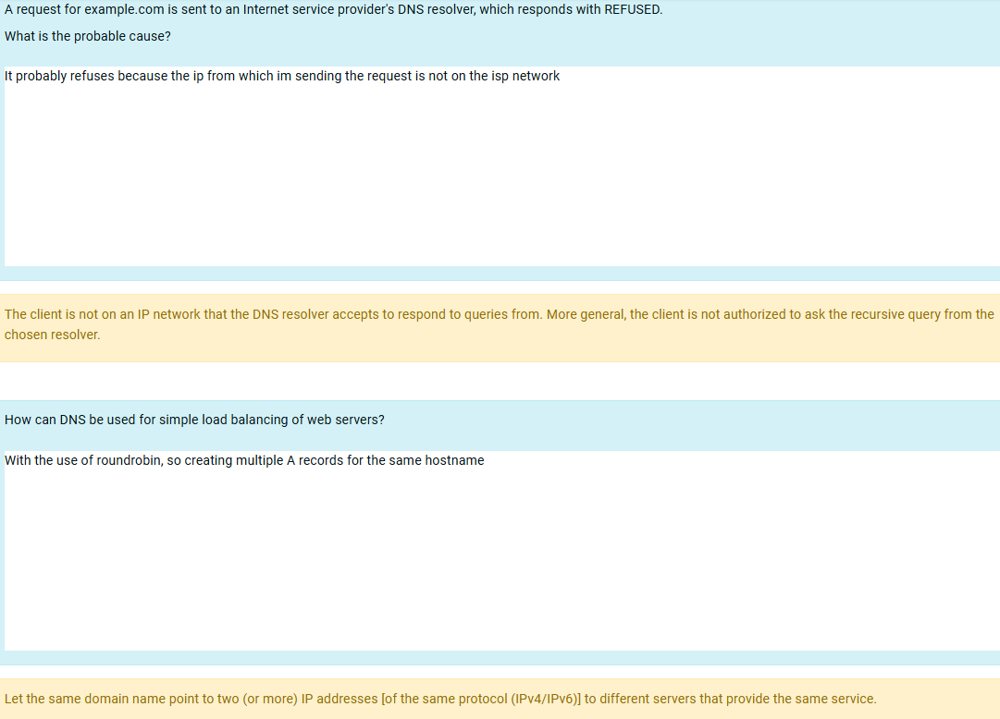 A request for example.com is sent to an Internet service provider's DNS resolver, which responds with REFUSED.
What is the probable cause?
It probably refuses because the ip from which im sending the request is not on the isp network
The client is not on an IP network that the DNS resolver accepts to respond to queries from. More general, the client is not authorized to ask the recursive query from the
chosen resolver.
How can DNS be used for simple load balancing of web servers?
With the use of roundrobin, so creating multiple A records for the same hostname
Let the same domain name point to two (or more) IP addresses [of the same protocol (IPv4/IPv6)] to different servers that provide the same service.